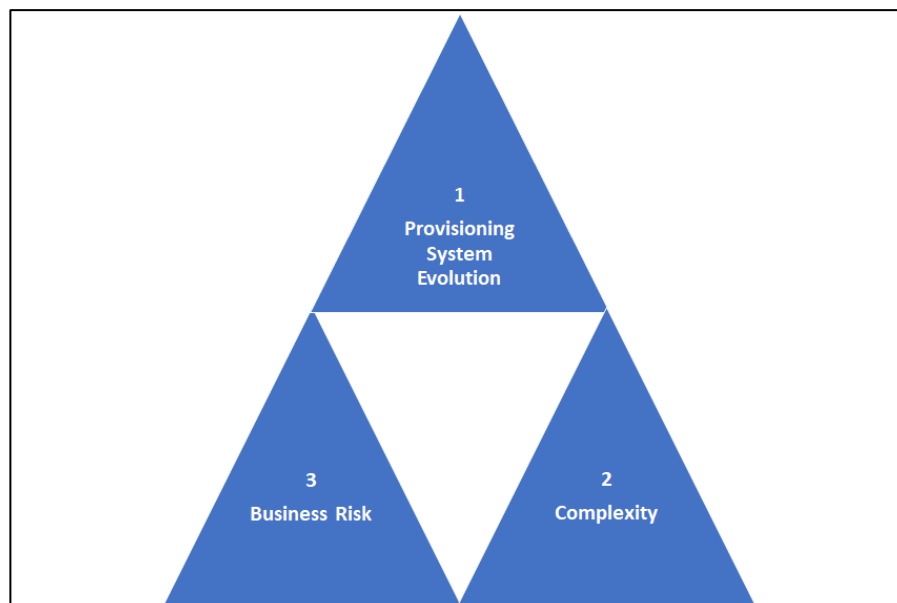 1
Provisioning
System
Evolution
3
Business Risk
2
Complexity